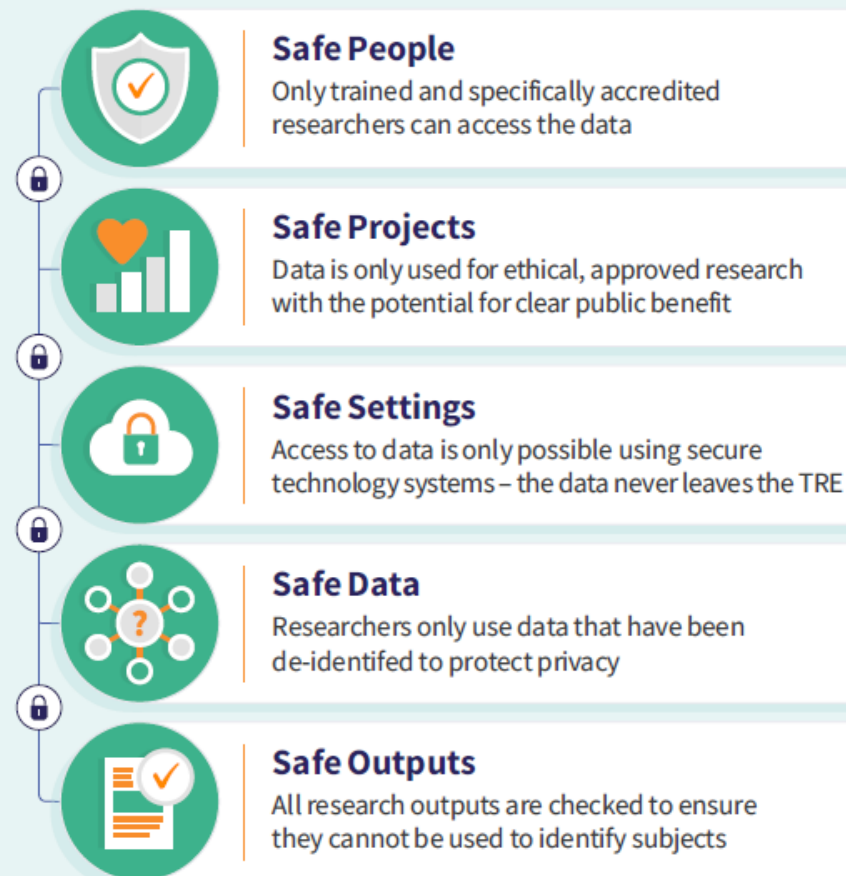 Safe People
Only trained and specifically accredited
researchers can access the data
Safe Projects
Data is only used for ethical, approved research
with the potential for clear public benefit
Safe Settings
Access to data is only possible using secure
technology systems – the data never leaves the TRE
?
Safe Data
Researchers only use data that have been
de-identifed to protect privacy
Safe Outputs
All research outputs are checked to ensure
they cannot be used to identify subjects